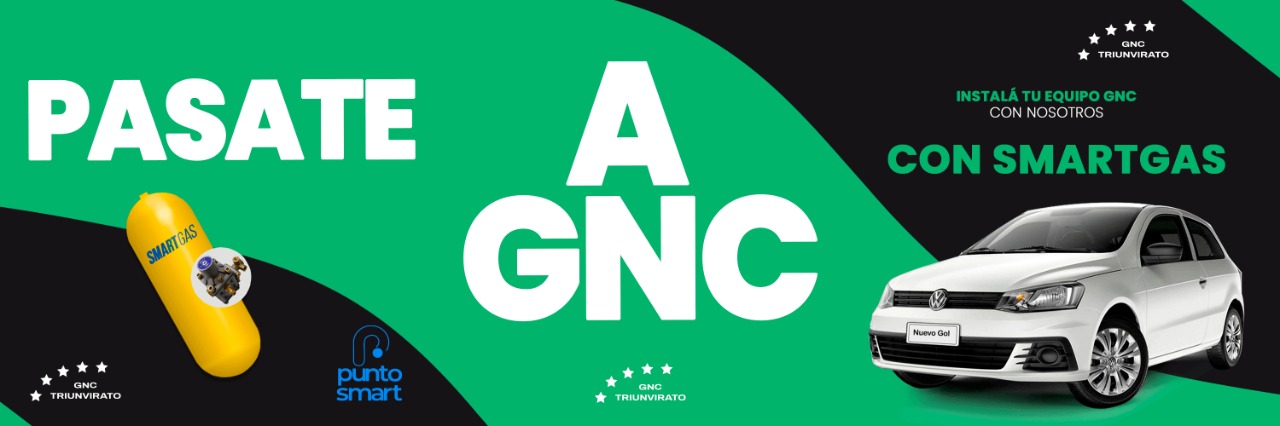 PASATE
SMARTGAS
GNC
TRIUNVIRATO
punto
smart
A
GNC
GNC
TRIUNVIRATO
GNC
TRIUNVIRATO
INSTALÁ TU EQUIPO GNC
CON NOSOTROS
CON SMARTGAS
Nuevo Gol